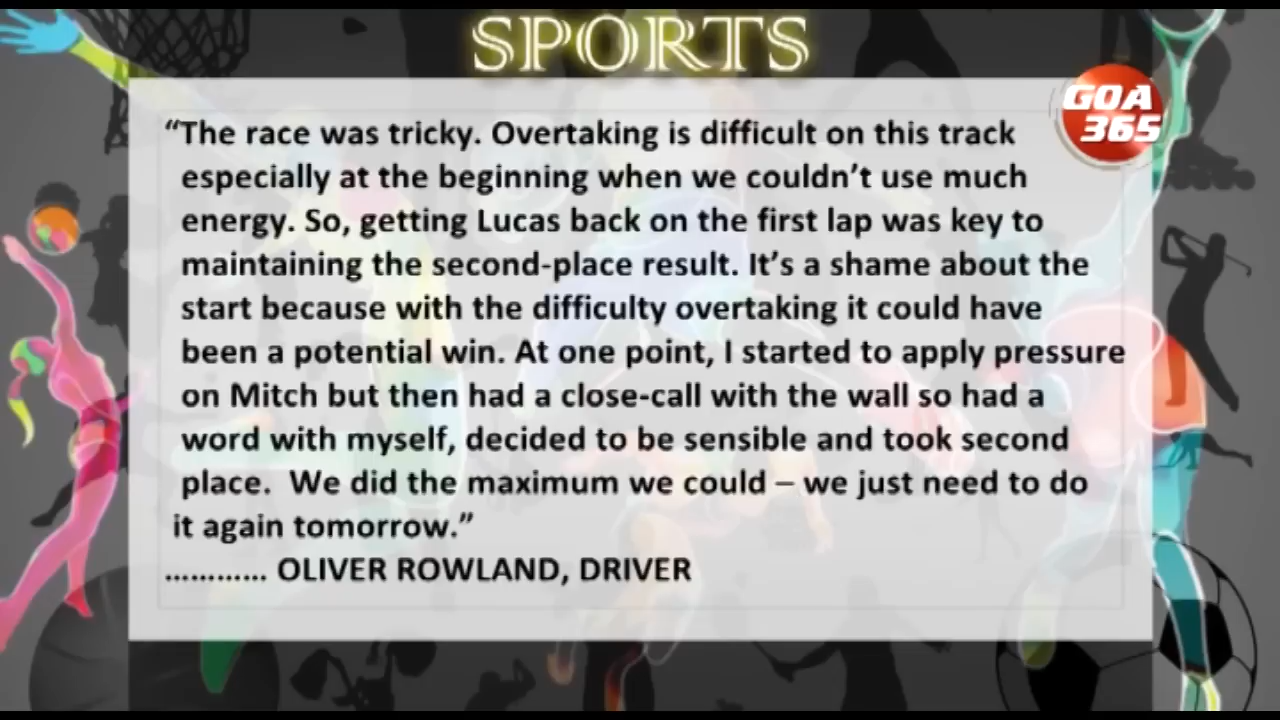 SPORTS
GOA
365
“The race was tricky. Overtaking is difficult on this track
especially at the beginning when we couldn’t use much
energy. So, getting Lucas back on the first lap was key to
maintaining the second-place result. It’s a shame about the
start because with the difficulty overtaking it could have
been a potential win. At one point, I started to apply pressure
on Mitch but then had a close-call with the wall so had a
word with myself, decided to be sensible and took second
place.  We did the maximum we could – we just need to do
it again tomorrow.”
………… OLIVER ROWLAND, DRIVER